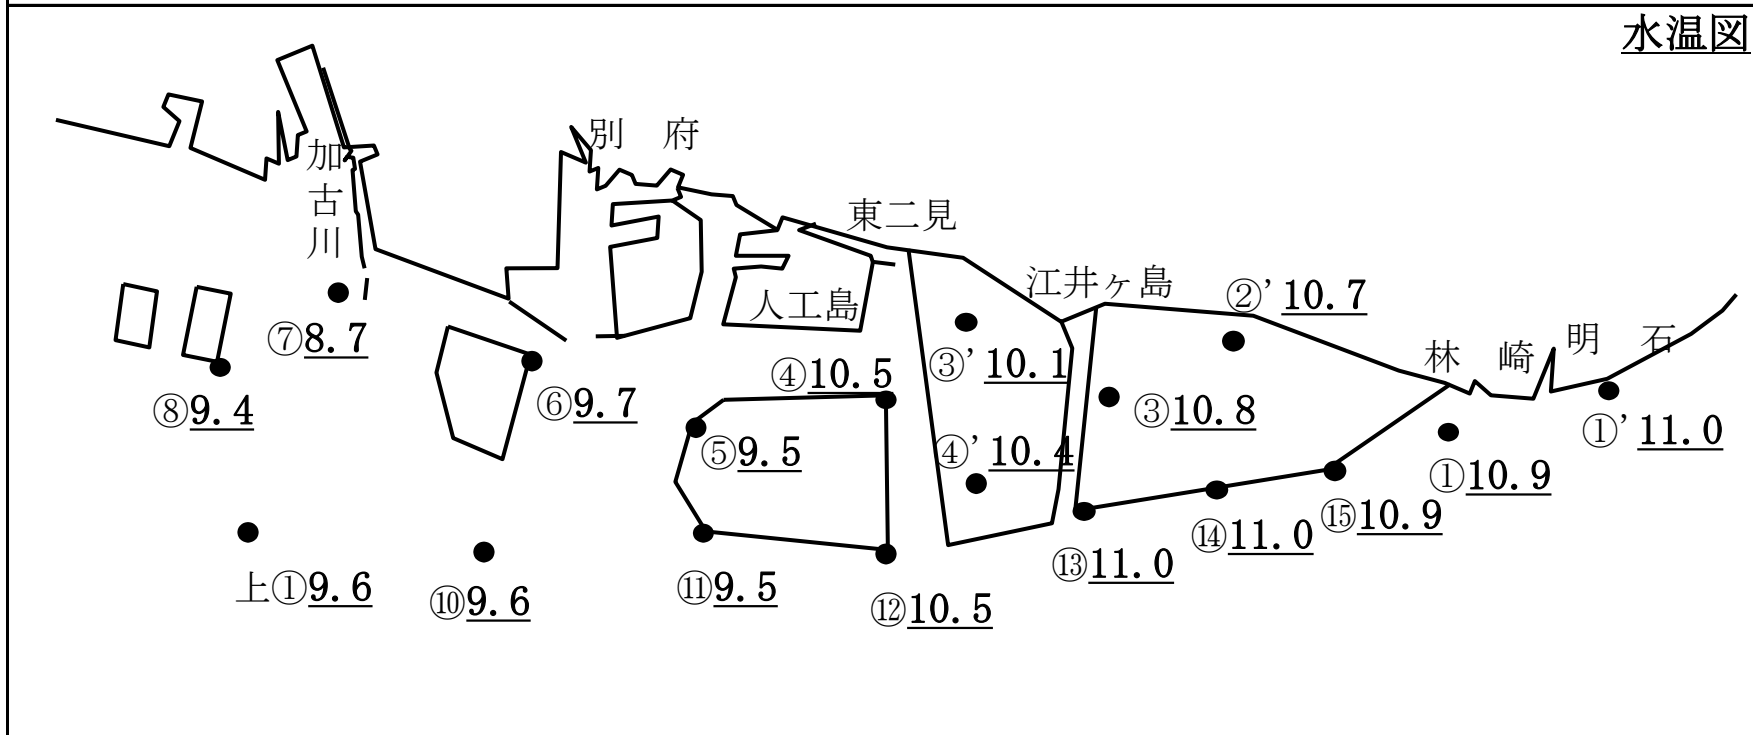 水温図
別　府
加古川
東二見
江井ヶ島
人工島
②’10.7
⑦8.7
林　崎
明　石
③’10.1
④10.5
⑧9.4
⑥9.7
③10.8
①’11.0
⑤9.5
④’10.4
①10.9
⑮10.9
⑭11.0
⑬11.0
上①9.6
⑩9.6
⑪9.5
⑫10.5